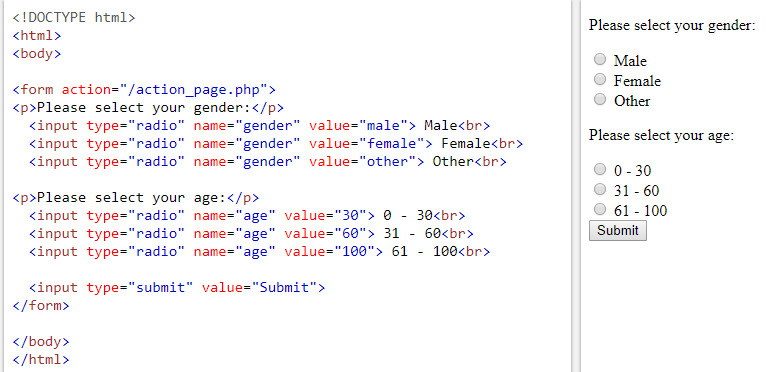 <!DOCTYPE html>
<html>
<body>
<form action="/action_page.php">
<p>Please select your gender:</p>
<input type="radio" name="gender" value="male"> Male<br>
<input type="radio" name="gender" value="female"> Female<br>
<input type="radio" name="gender" value="other"> Other<br>
<p>Please select your age:</p>
<input type="radio" name="age" value="30"> 0 - 30<br>
<input type="radio" name="age" value="60"> 31 - 60<br>
<input type="radio" name="age" value="100"> 61 - 100<br>
<input type="submit" value="Submit">
</form>
</body>
</html>
Please select your gender:
Male
Female
Other
Please select your age:
0 - 30
31 - 60
61 - 100
Submit